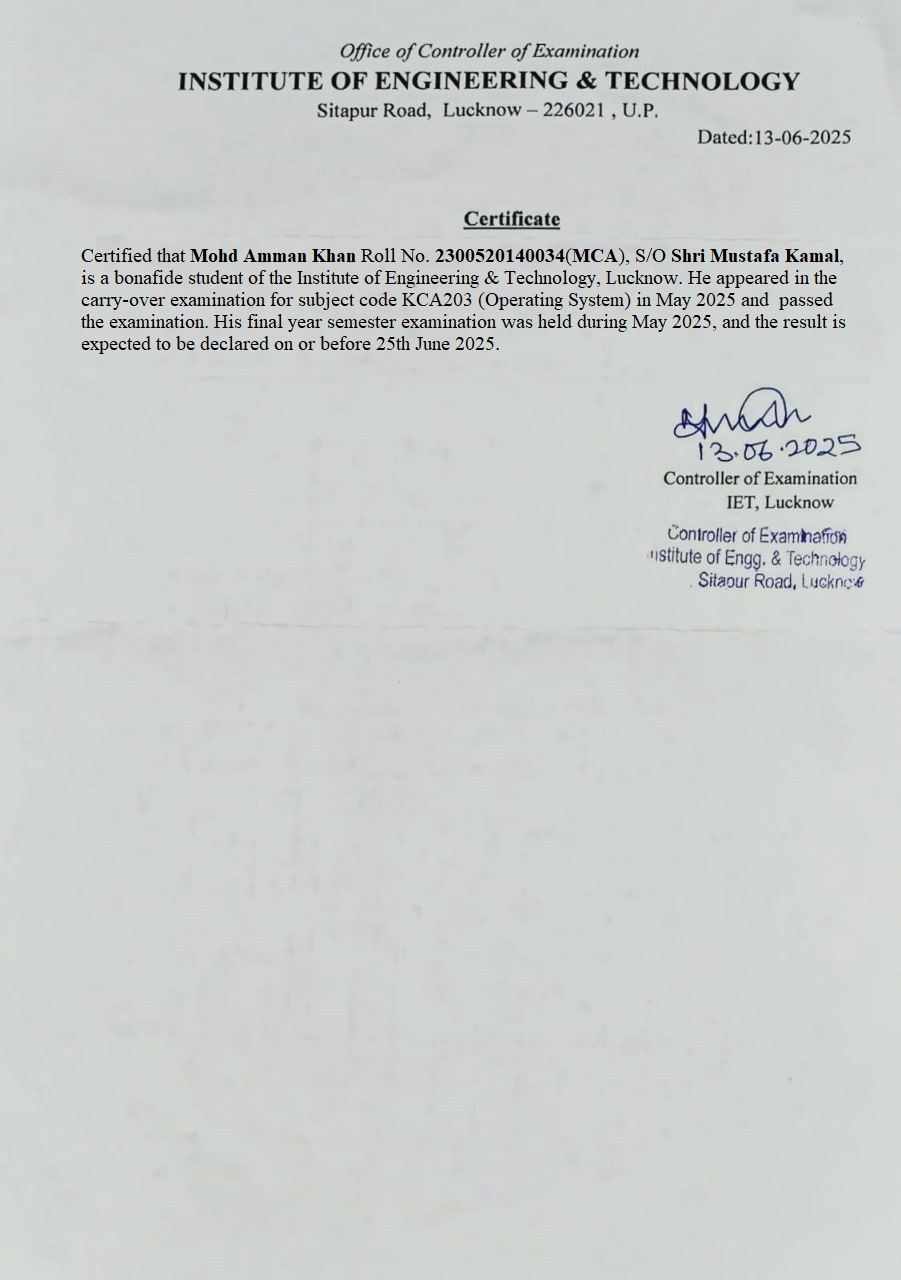 Office of Controller of Examination
INSTITUTE OF ENGINEERING & TECHNOLOGY
Sitapur Road, Lucknow – 226021 , U.P.
Dated:13-06-2025
Certificate
Certified that Mohd Amman Khan Roll No. 2300520140034(MCA), S/O Shri Mustafa Kamal,
is a bonafide student of the Institute of Engineering & Technology, Lucknow. He appeared in the
carry-over examination for subject code KCA203 (Operating System) in May 2025 and passed
the examination. His final year semester examination was held during May 2025, and the result is
expected to be declared on or before 25th June 2025.
13.06.2025
Controller of Examination
IET, Lucknow
Controller of Examination
nstitute of Engg. & Technology
Sitapur Road, Lucknow